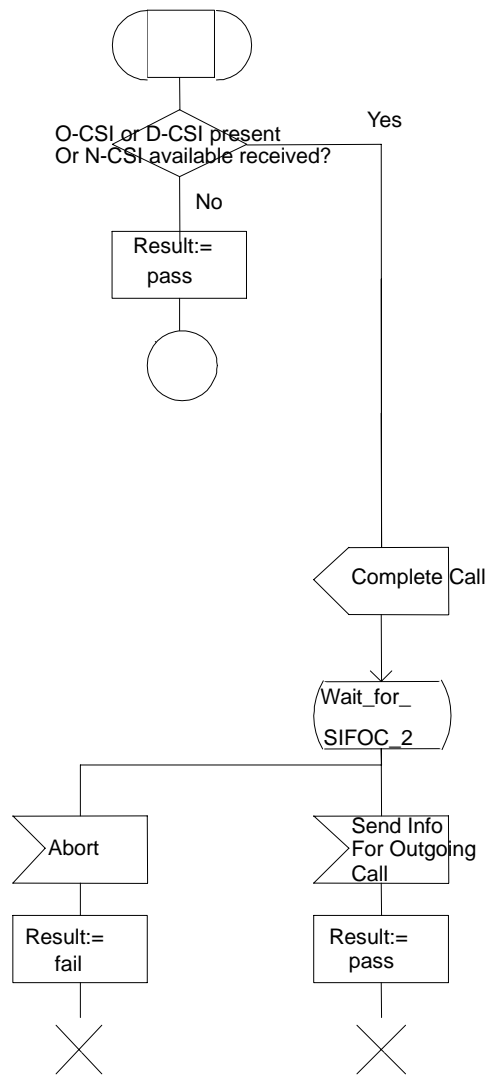 O-CSI or D-CSI present
Or N-CSI available received?
Yes
No
Result:=
pass
Complete Call
Wait_for_
SIFOC_2
Abort
Send Info
For Outgoing
Call
Result:=
fail
Result:=
pass